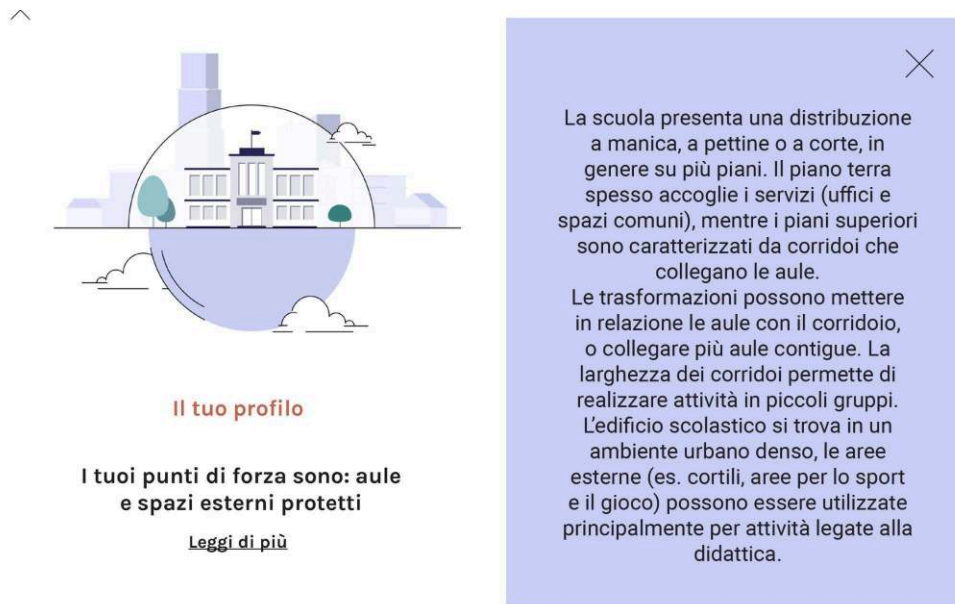 Il tuo profilo
I tuoi punti di forza sono: aule
e spazi esterni protetti
Leggi di più
La scuola presenta una distribuzione
a manica, a pettine o a corte, in
genere su più piani. Il piano terra
spesso accoglie i servizi (uffici e
spazi comuni), mentre i piani superiori
sono caratterizzati da corridoi che
collegano le aule.
Le trasformazioni possono mettere
in relazione le aule con il corridoio,
o collegare più aule contigue. La
larghezza dei corridoi permette di
realizzare attività in piccoli gruppi.
L’edificio scolastico si trova in un
ambiente urbano denso, le aree
esterne (es. cortili, aree per lo sport
e il gioco) possono essere utilizzate
principalmente per attività legate alla
didattica.